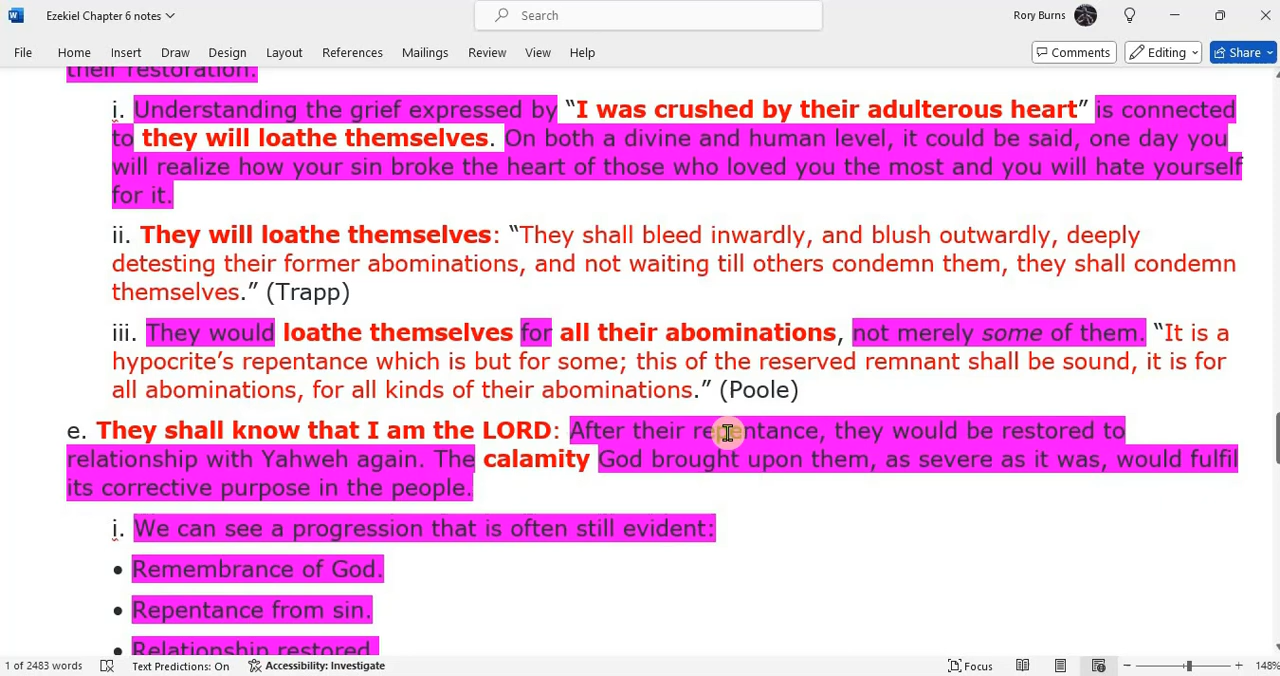 Ezekiel Chapter 6 notes
Search
Rory Burns
File Home Insert Draw Design Layout References Mailings Review View Help
Comments Editing Share
their restoration.
i. Understanding the grief expressed by “I was crushed by their adulterous heart” is connected
to they will loathe themselves. On both a divine and human level, it could be said, one day you
will realize how your sin broke the heart of those who loved you the most and you will hate yourself
for it.
ii. They will loathe themselves: “They shall bleed inwardly, and blush outwardly, deeply
detesting their former abominations, and not waiting till others condemn them, they shall condemn
themselves.” (Trapp)
iii. They would loathe themselves for all their abominations, not merely some of them. “It is a
hypocrite’s repentance which is but for some; this of the reserved remnant shall be sound, it is for
all abominations, for all kinds of their abominations.” (Poole)
e. They shall know that I am the LORD: After their repentance, they would be restored to
relationship with Yahweh again. The calamity God brought upon them, as severe as it was, would fulfil
its corrective purpose in the people.
i. We can see a progression that is often still evident:
• Remembrance of God.
• Repentance from sin.
• Relationship restored.
1 of 2483 words Text Predictions: On Accessibility: Investigate Focus 148%